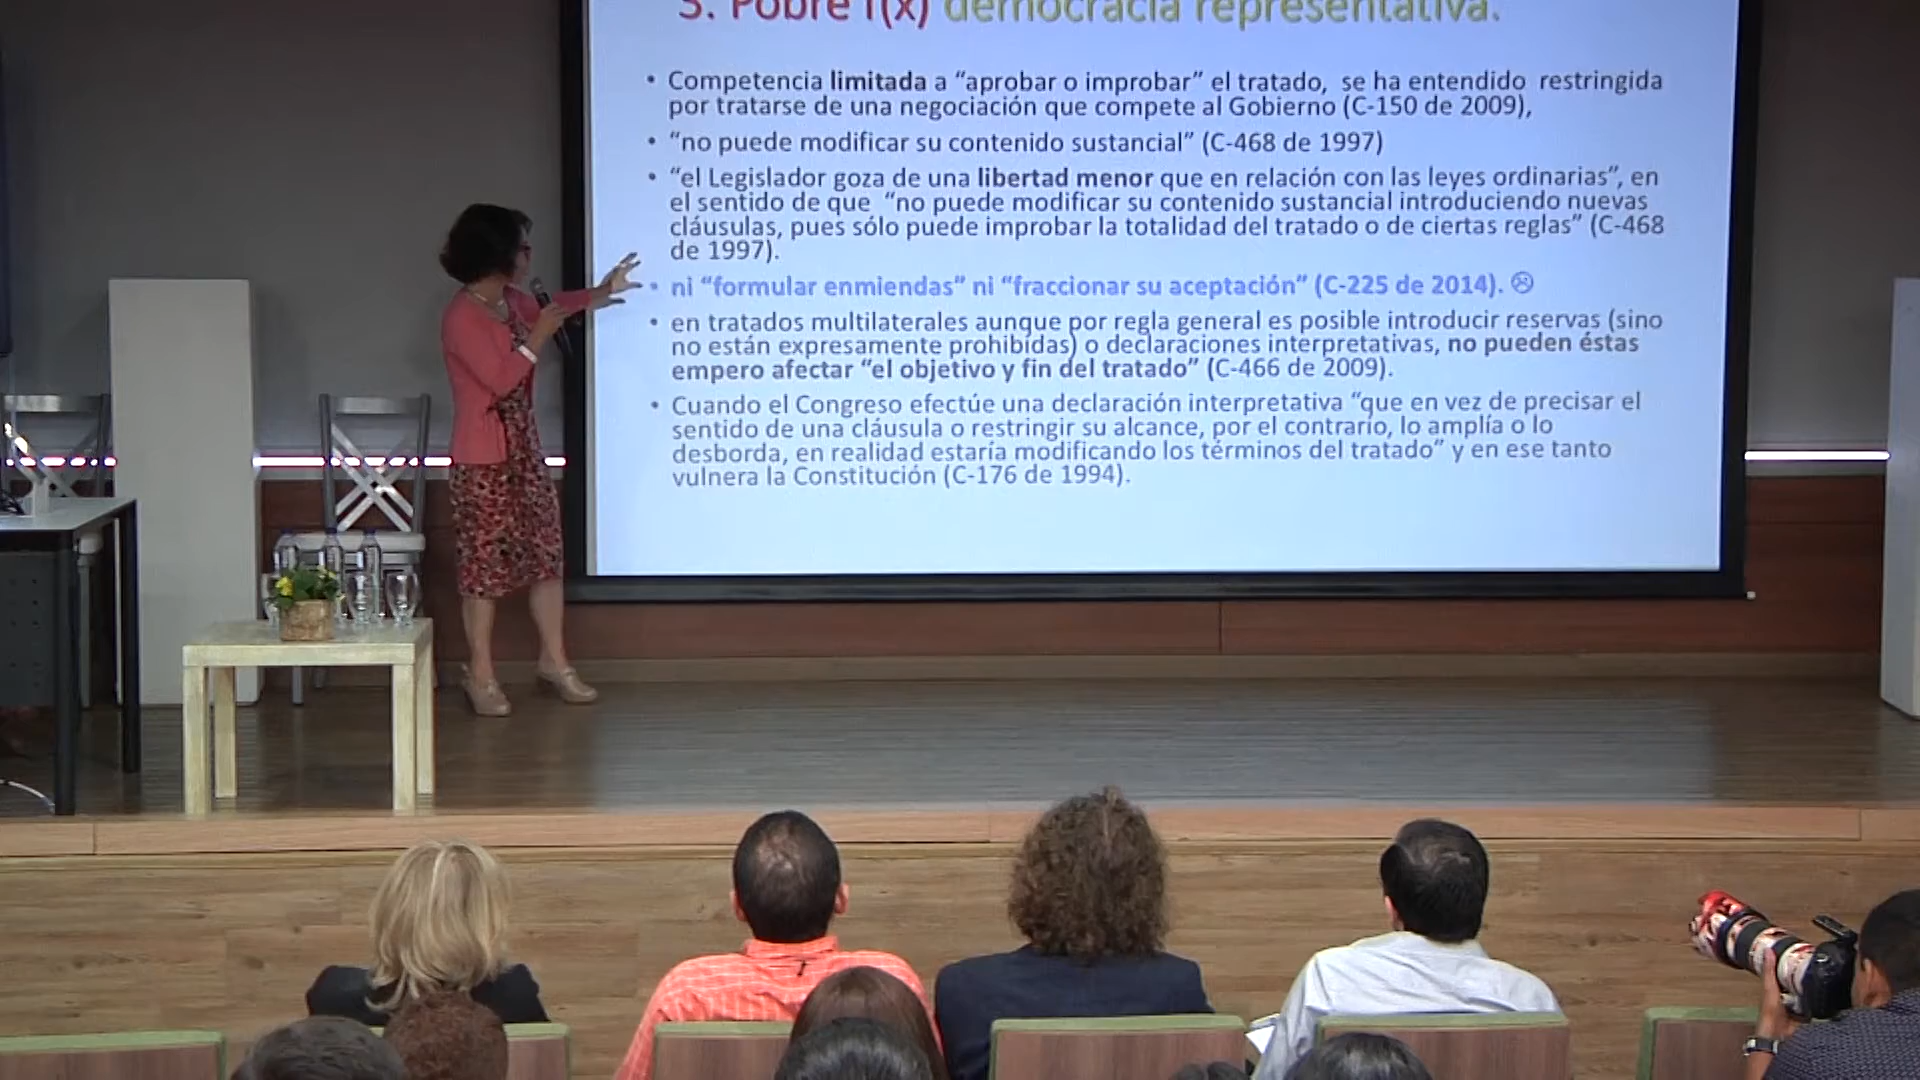 3. Pobre f(x) democracia representativa.
• Competencia limitada a “aprobar o improbar” el tratado, se ha entendido restringida
por tratarse de una negociación que compete al Gobierno (C-150 de 2009),
• “no puede modificar su contenido sustancial” (C-468 de 1997)
• “el Legislador goza de una libertad menor que en relación con las leyes ordinarias”, en
el sentido de que “no puede modificar su contenido sustancial introduciendo nuevas
cláusulas, pues sólo puede improbar la totalidad del tratado o de ciertas reglas” (C-468
de 1997).
• ni “formular enmiendas” ni “fraccionar su aceptación” (C-225 de 2014). ☹
• en tratados multilaterales aunque por regla general es posible introducir reservas (sino
no están expresamente prohibidas) o declaraciones interpretativas, no pueden éstas
empero afectar “el objetivo y fin del tratado” (C-466 de 2009).
• Cuando el Congreso efectúe una declaración interpretativa “que en vez de precisar el
sentido de una cláusula o restringir su alcance, por el contrario, lo amplía o lo
desborda, en realidad estaría modificando los términos del tratado” y en ese tanto
vulnera la Constitución (C-176 de 1994).